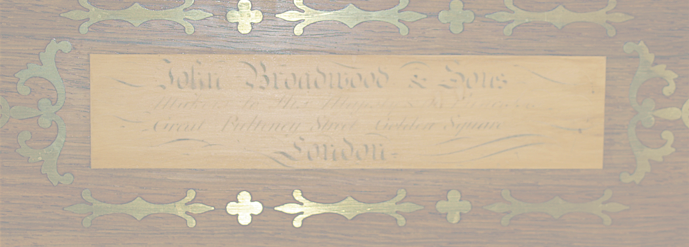 John Broadwood & Sons
Makers to His Majesty &
Great Pulteney Street Golden Square
London.